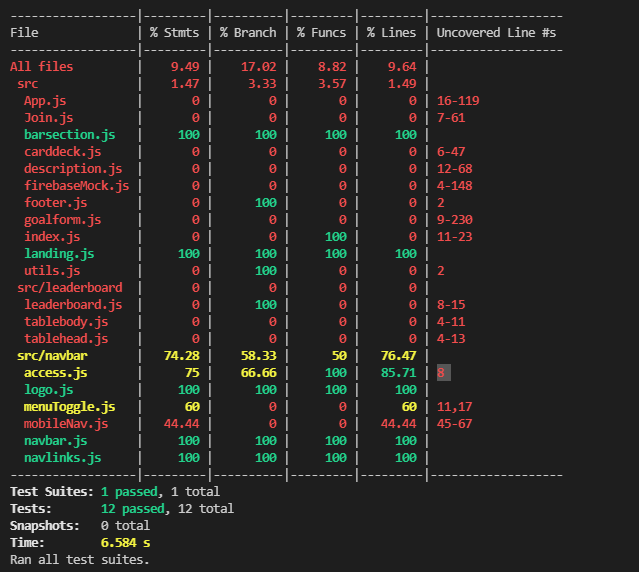 ------------------|---------|----------|---------|---------|-------------------
File              | % Stmts | % Branch | % Funcs | % Lines | Uncovered Line #s
------------------|---------|----------|---------|---------|-------------------
All files         |    9.49 |    17.02 |    8.82 |    9.64 |
 src              |    1.47 |     3.33 |    3.57 |    1.49 |
  App.js          |       0 |        0 |       0 |       0 | 16-119
  Join.js         |       0 |        0 |       0 |       0 | 7-61
  barsection.js   |     100 |      100 |     100 |     100 |
  carddeck.js     |       0 |        0 |       0 |       0 | 6-47
  description.js  |       0 |        0 |       0 |       0 | 12-68
  firebaseMock.js |       0 |        0 |       0 |       0 | 4-148
  footer.js       |       0 |      100 |       0 |       0 | 2
  goalform.js     |       0 |        0 |       0 |       0 | 9-230
  index.js        |       0 |        0 |     100 |       0 | 11-23
  landing.js      |     100 |      100 |     100 |     100 |
  utils.js        |       0 |      100 |       0 |       0 | 2
 src/leaderboard  |       0 |        0 |       0 |       0 |
  leaderboard.js  |       0 |      100 |       0 |       0 | 8-15
  tablebody.js    |       0 |        0 |       0 |       0 | 4-11
  tablehead.js    |       0 |        0 |       0 |       0 | 4-13
 src/navbar       |   74.28 |    58.33 |      50 |   76.47 |
  access.js       |      75 |    66.66 |     100 |   85.71 | 8
  logo.js         |     100 |      100 |     100 |     100 |
  menuToggle.js   |      60 |        0 |       0 |      60 | 11,17
  mobileNav.js    |   44.44 |        0 |       0 |   44.44 | 45-67
  navbar.js       |     100 |      100 |     100 |     100 |
  navlinks.js     |     100 |      100 |     100 |     100 |
------------------|---------|----------|---------|---------|-------------------
Test Suites: 1 passed, 1 total
Tests:       12 passed, 12 total
Snapshots:   0 total
Time:        6.584 s
Ran all test suites.